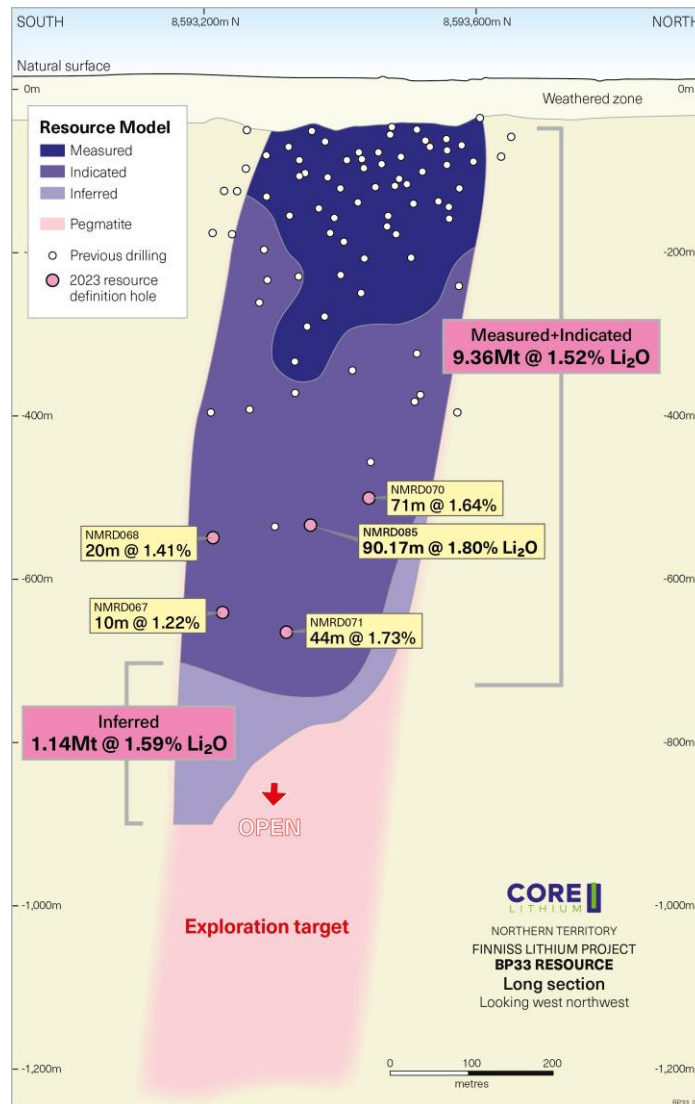 SOUTH
8,593,200m N
8,593,600m N
NORTH
Natural surface
0m
0m
Weathered zone
Resource Model
Measured
Indicated
Inferred
Pegmatite
Previous drilling
2023 resource
definition hole
-200m
-200m
Measured+Indicated
9.36Mt @ 1.52% Li₂O
-400m
-400m
NMRD070
71m @ 1.64%
NMRD068
20m @ 1.41%
NMRD085
90.17m @ 1.80% Li₂O
-600m
-600m
NMRD067
10m @ 1.22%
NMRD071
44m @ 1.73%
Inferred
1.14Mt @ 1.59% Li₂O
-800m
-800m
OPEN
Exploration target
-1,000m
-1,000m
CORE
LITHIUM
NORTHERN TERRITORY
FINNISS LITHIUM PROJECT
BP33 RESOURCE
Long section
Looking west northwest
0 100 200
metres
-1,200m
-1,200m